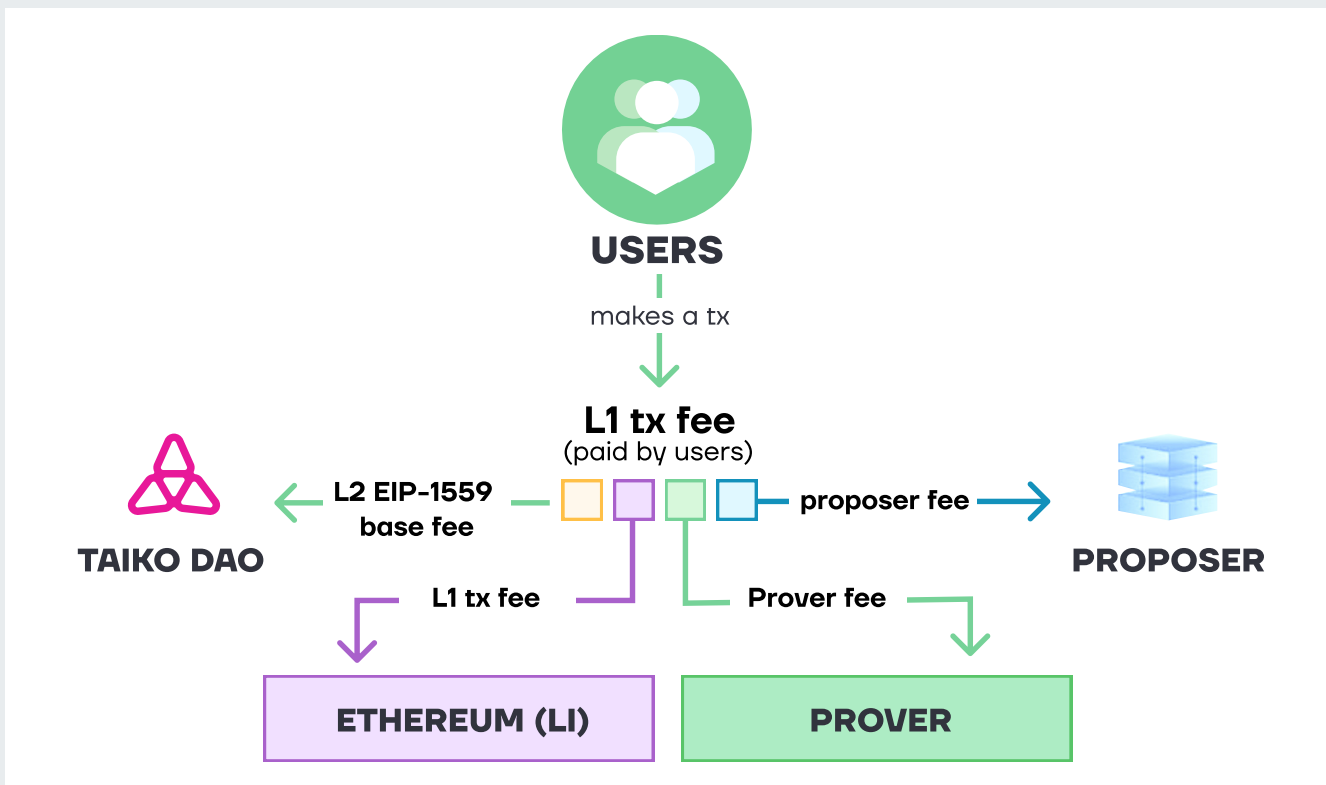 USERS
makes a tx
L1 tx fee
(paid by users)
L2 EIP-1559
base fee
proposer fee
TAIKO DAO
PROPOSER
L1 tx fee
Prover fee
ETHEREUM (LI)
PROVER